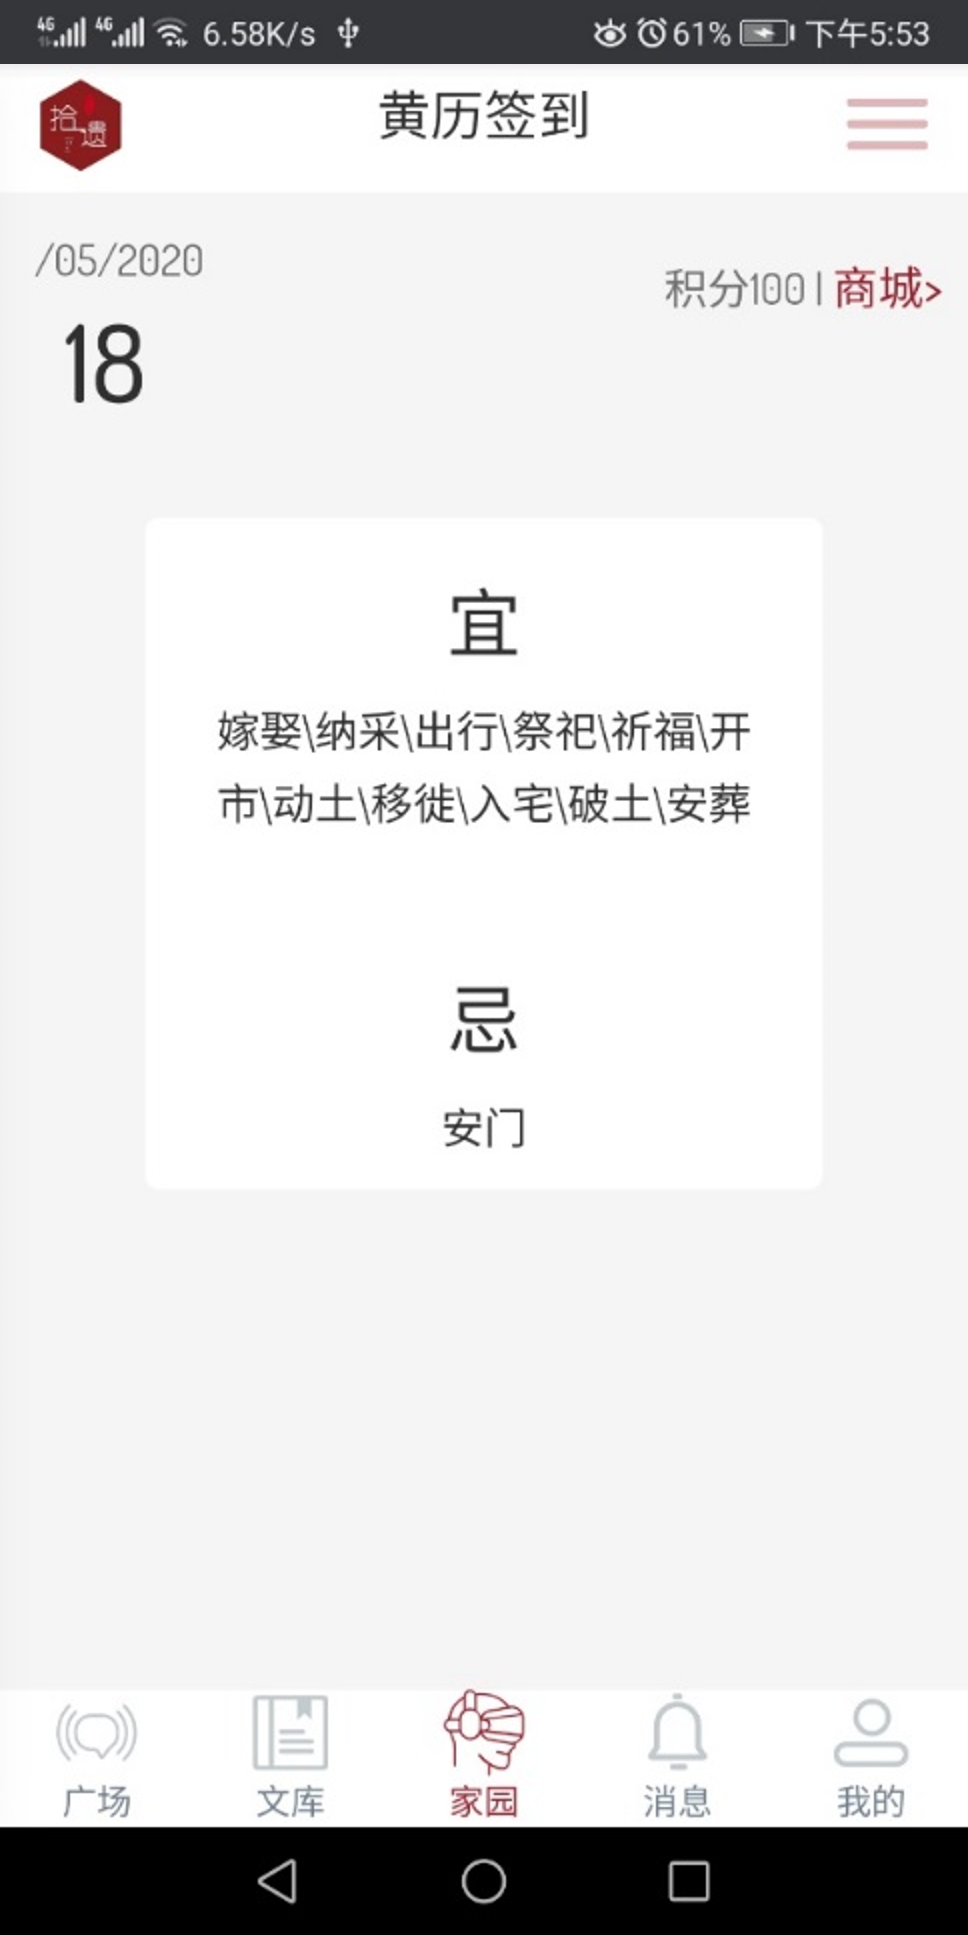 4G 4G 6.58K/s 61% 下午5:53
拾遗
黄历签到
/05/2020
积分100 | 商城>
18
宜
嫁娶\纳采\出行\祭祀\祈福\开
市\动土\移徙\入宅\破土\安葬
忌
安门
广场 文库 家园 消息 我的